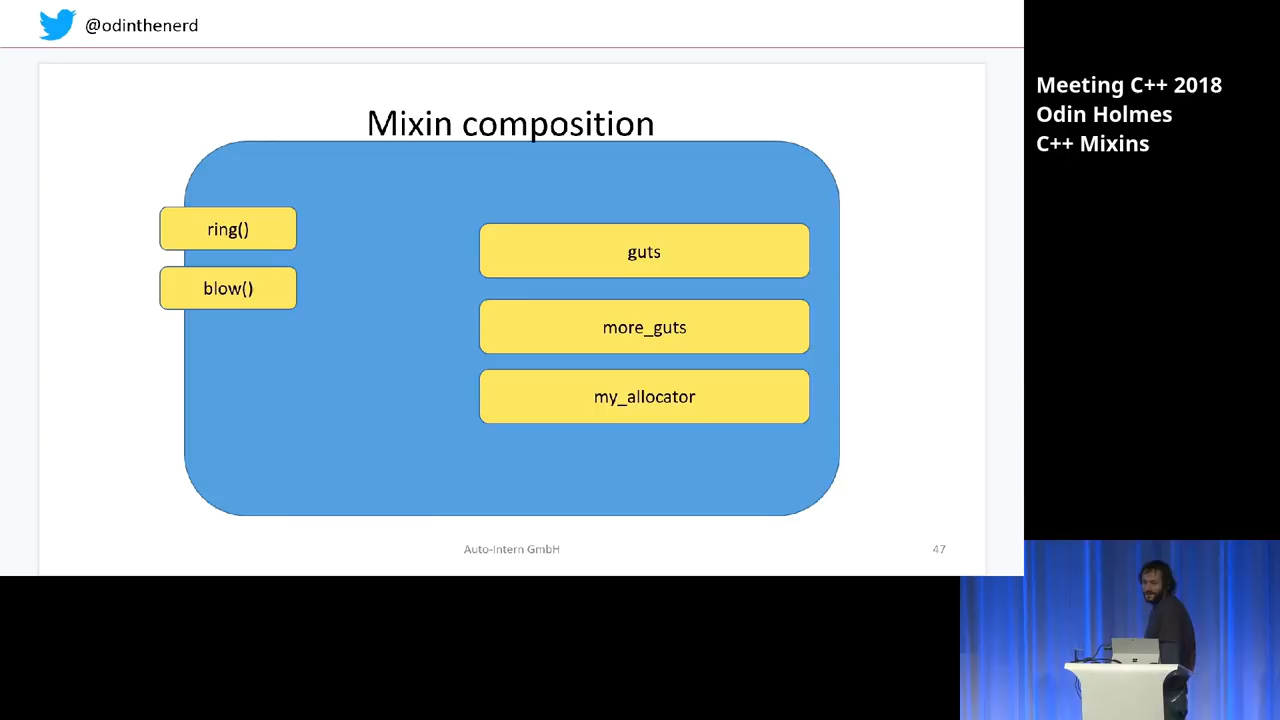 @odinthenerd
Mixin composition
ring()
blow()
guts
more_guts
my_allocator
Auto-Intern GmbH
47
Meeting C++ 2018
Odin Holmes
C++ Mixins